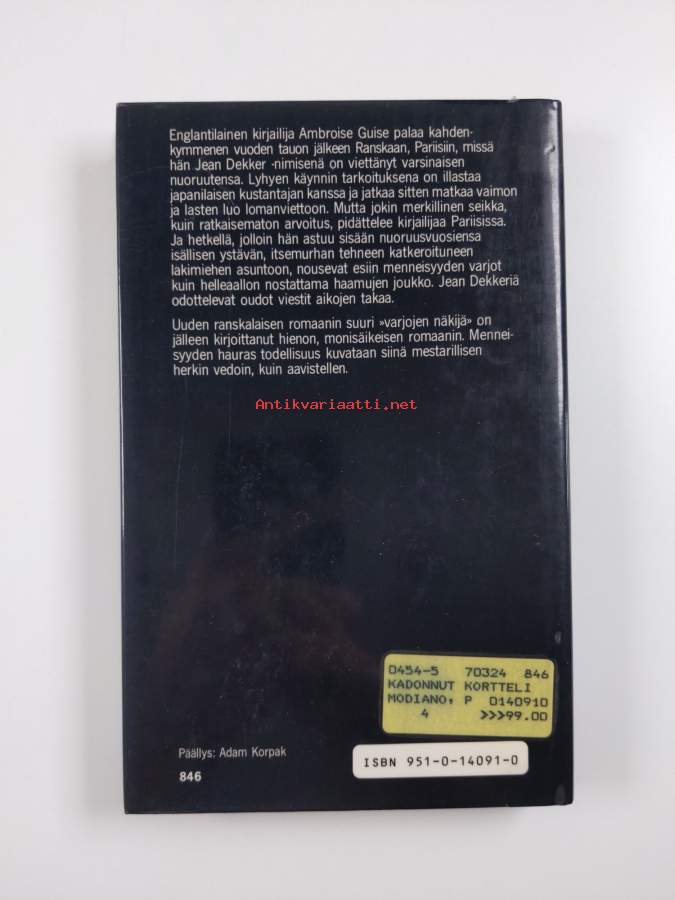 Englantilainen kirjailija Ambroise Guise palaa kahden-
kymmenen vuoden tauon jälkeen Ranskaan, Pariisiin, missä
hän Jean Dekker -nimisenä on viettänyt varsinaisen
nuoruutensa. Lyhyen käynnin tarkoituksena on illastaa
japanilaisen kustantajan kanssa ja jatkaa sitten matkaa vaimon
ja lasten luo lomanviettoon. Mutta jokin merkillinen seikka,
kuin ratkaisematon arvoitus, pidättelee kirjailijaa Pariisissa.
Ja hetkellä, jolloin hän astuu sisään nuoruusvuosiensa
isällisen ystävän, itsemurhan tehneen katkeroituneen
lakimiehen asuntoon, nousevat esiin menneisyyden varjot
kuin helleaallon nostattama haamujen joukko. Jean Dekkeriä
odottelevat oudot viestit aikojen takaa.
Uuden ranskalaisen romaanin suuri »varjojen näkijä» on
jälleen kirjoittanut hienon, monisäikeisen romaanin. Mennei-
syyden hauras todellisuus kuvataan siinä mestarillisen
herkin vedoin, kuin aavistellen.
Antikvariaatti.net
0454-5 70324 846
KADONNUT KORTTELI
MODIANO, P 0140910
4 >>>99.00
Päällys: Adam Korpak
ISBN 951-0-14091-0
846